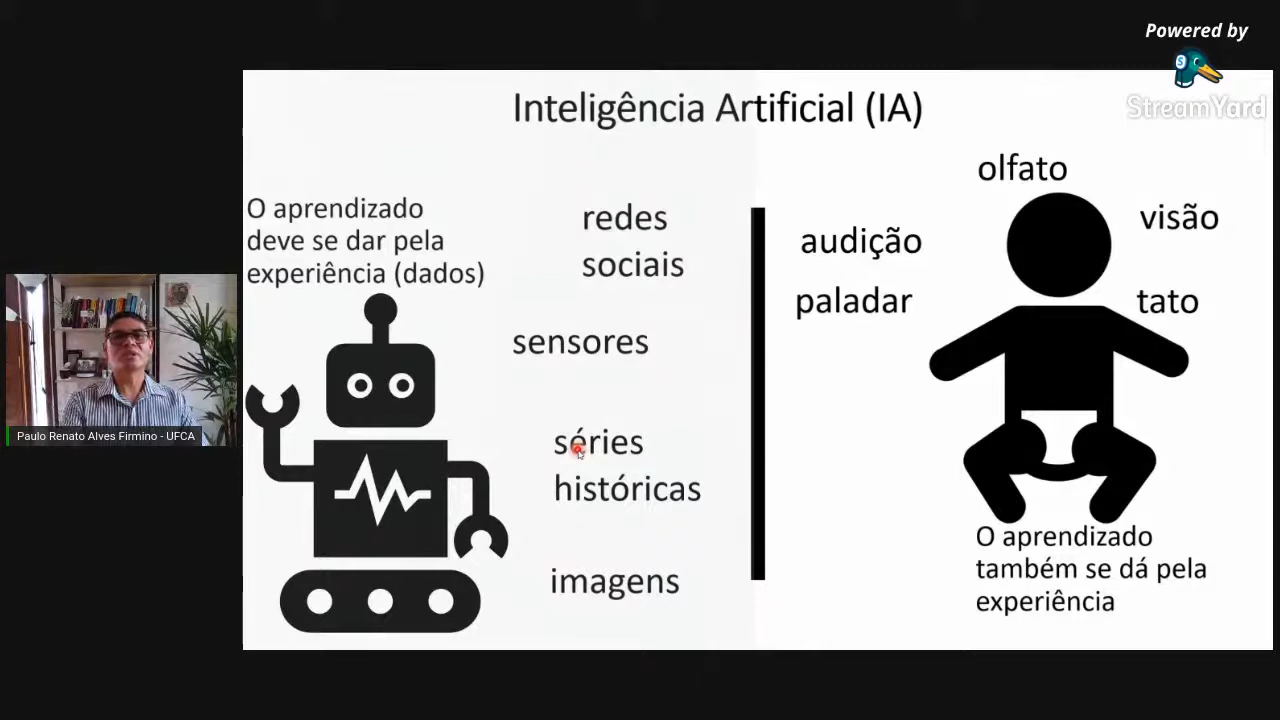 Powered by
StreamYard
Inteligência Artificial (IA)
O aprendizado
deve se dar pela
experiência (dados)
redes
sociais
sensores
séries
históricas
imagens
olfato
visão
audição
paladar
tato
O aprendizado
também se dá pela
experiência
Paulo Renato Alves Firmino - UFCA